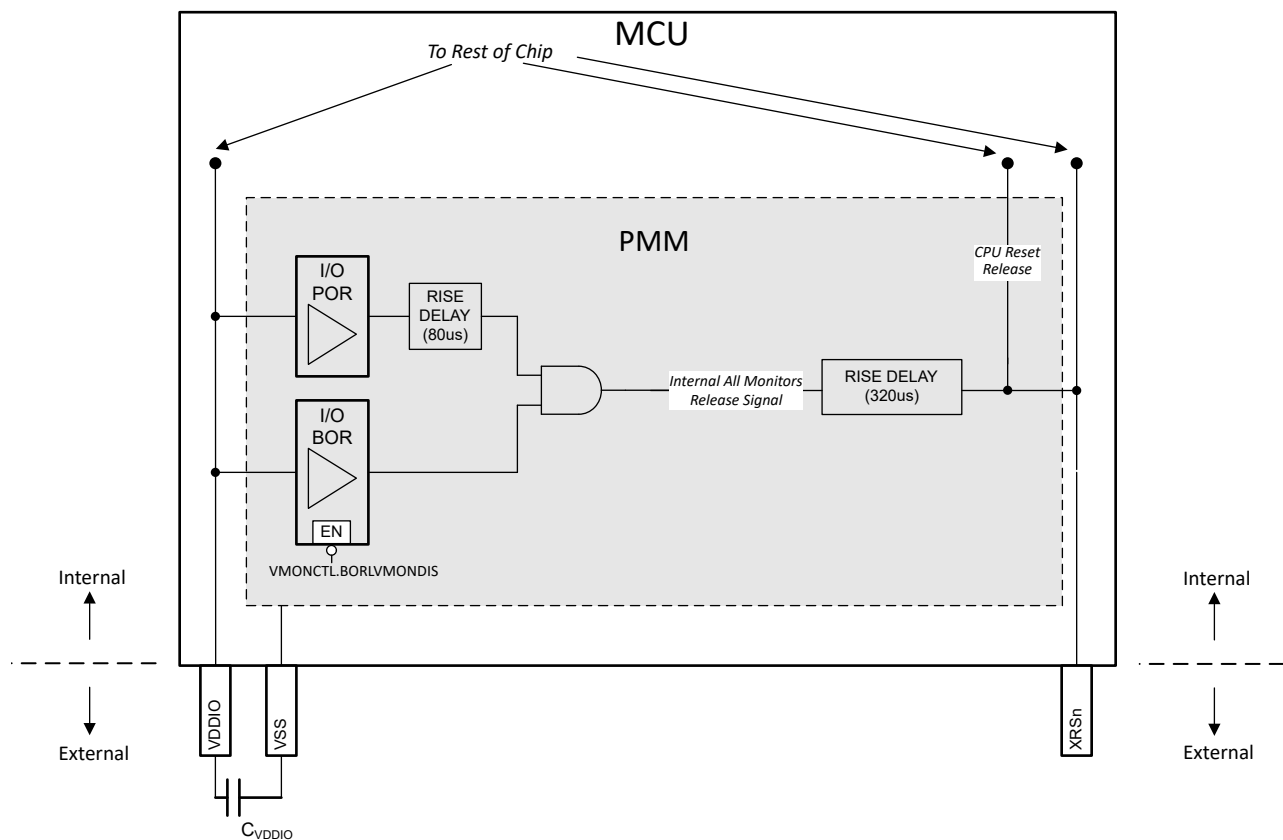 MCU
To Rest of Chip
PMM
CPU Reset
Release
I/O
POR
RISE
DELAY
(80us)
Internal All Monitors
Release Signal
RISE DELAY
(320us)
I/O
BOR
EN
VMONCTL.BORLVMONDIS
Internal
External
Internal
External
VDDIO
VSS
XRSn
CVDDIO